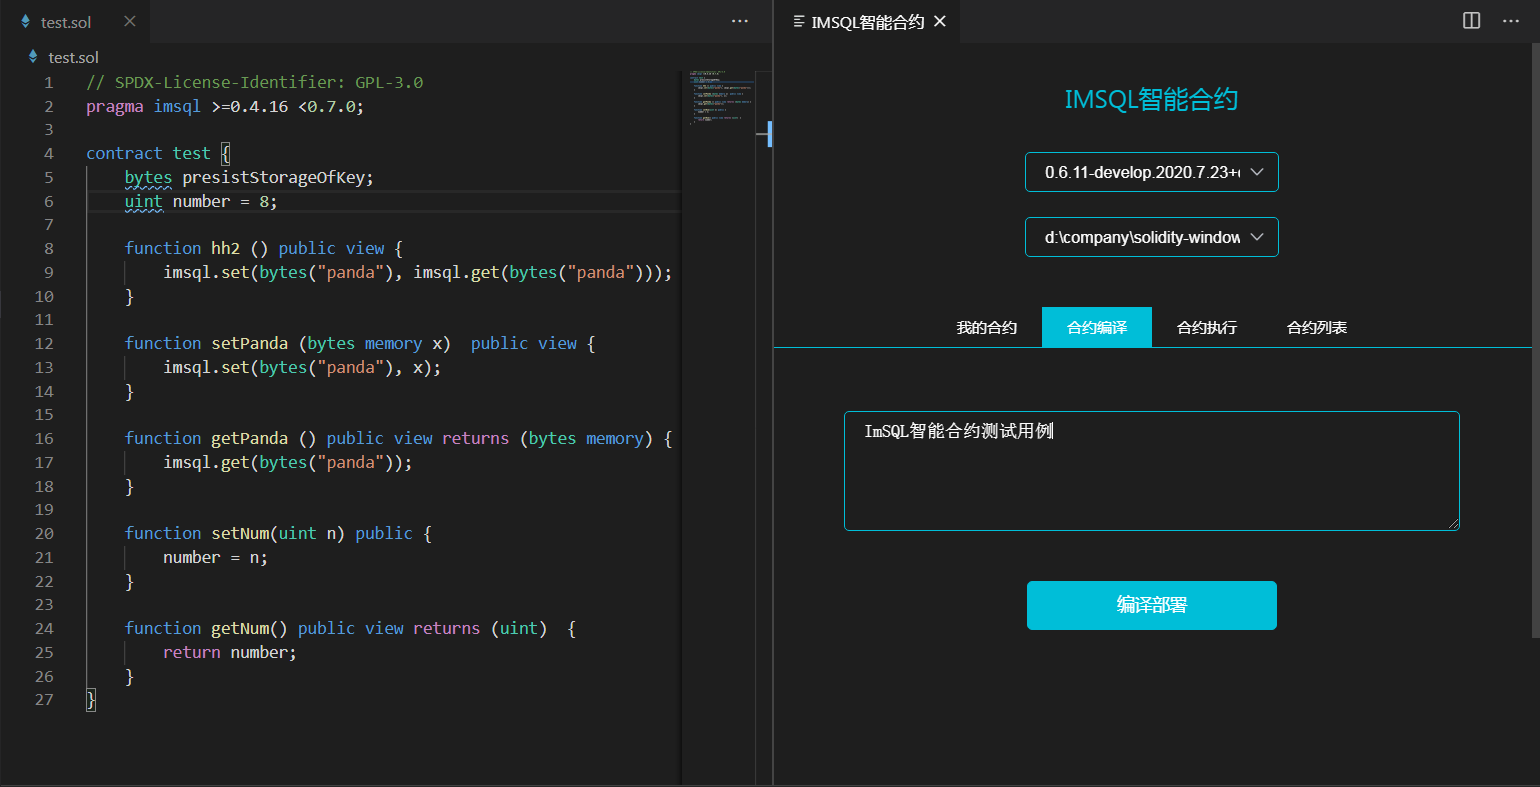 test.sol
test.sol
1 // SPDX-License-Identifier: GPL-3.0
2 pragma imsql >=0.4.16 <0.7.0;
3
4 contract test {
5 bytes presistStorageOfKey;
6 uint number = 8;
7
8 function hh2 () public view {
9 imsql.set(bytes("panda"), imsql.get(bytes("panda")));
10 }
11
12 function setPanda (bytes memory x)  public view {
13 imsql.set(bytes("panda"), x);
14 }
15
16 function getPanda () public view returns (bytes memory) {
17 imsql.get(bytes("panda"));
18 }
19
20 function setNum(uint n) public {
21 number = n;
22 }
23
24 function getNum() public view returns (uint)  {
25 return number;
26 }
27 }
IMSQL智能合约
IMSQL智能合约
0.6.11-develop.2020.7.23+
d:\company\solidity-window
我的合约 合约编译 合约执行 合约列表
ImSQL智能合约测试用例
编译部署